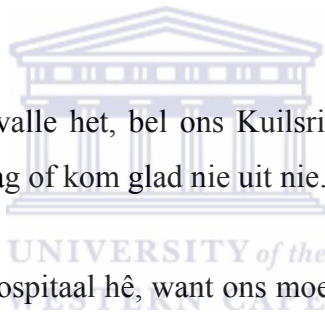 valle het, bel ons Kuilsri
ag of kom glad nie uit nie.
UNIVERSITY of the
ospitaal hê, want ons moe
WESTERN CAPE